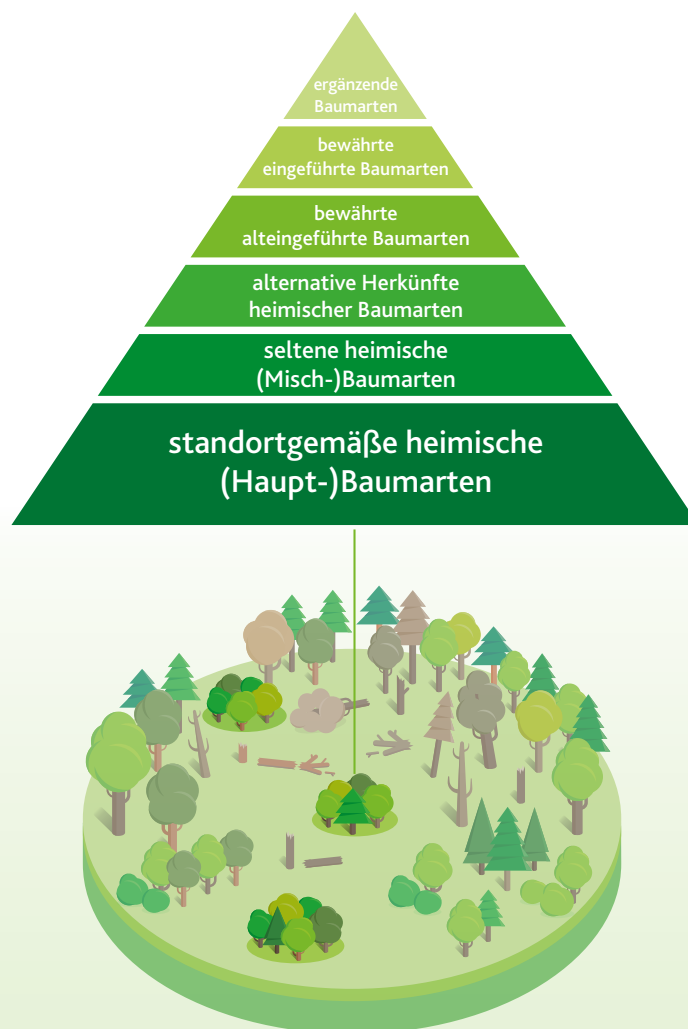 ergänzende
Baumarten
bewährte
eingeführte Baumarten
bewährte
alteingeführte Baumarten
alternative Herkünfte
heimischer Baumarten
seltene heimische
(Misch-)Baumarten
standortgemäße heimische
(Haupt-)Baumarten